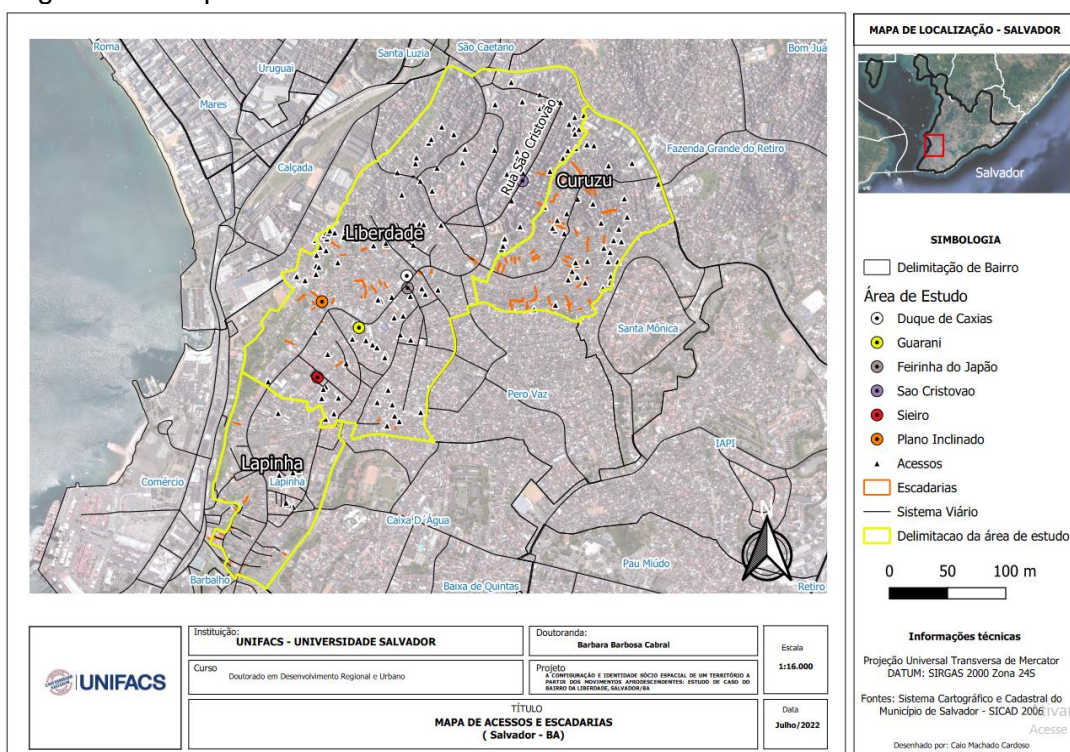 Roma
Santa Luzia
São Caetano
Bom Juá
Uruguai
Mares
Calçada
Rua São Cristovão
Fazenda Grande do Retiro
Curuzu
Liberdade
Santa Mônica
Pero Vaz
IAPI
Lapinha
Comércio
Lapinha
Caixa D´Água
N
Pau Miúdo
Barbalho
Baixa de Quintas
Retiro
MAPA DE LOCALIZAÇÃO - SALVADOR
Salvador
SIMBOLOGIA
Delimitação de Bairro
Área de Estudo
Duque de Caxias
Guarani
Feirinha do Japão
Sao Cristovao
Sieiro
Plano Inclinado
Acessos
Escadarias
Sistema Viário
Delimitacao da área de estudo
0 50 100 m
Informações técnicas
Projeção Universal Transversa de Mercator
DATUM: SIRGAS 2000 Zona 24S
Fontes: Sistema Cartográfico e Cadastral do
Município de Salvador - SICAD 2006
Acesse
Desenhado por: Caio Machado Cardoso
UNIFACS
Instituição:
UNIFACS - UNIVERSIDADE SALVADOR
Doutoranda:
Barbara Barbosa Cabral
Escala
1:16.000
Curso
Doutorado em Desenvolvimento Regional e Urbano
Projeto
A CONFIGURAÇÃO E IDENTIDADE SÓCIO ESPACIAL DE UM TERRITÓRIO A
PARTIR DOS MOVIMENTOS AFRODESCENDENTES: ESTUDO DE CASO DO
BAIRRO DA LIBERDADE, SALVADOR/BA
TÍTULO
MAPA DE ACESSOS E ESCADARIAS
( Salvador - BA)
Data
Julho/2022